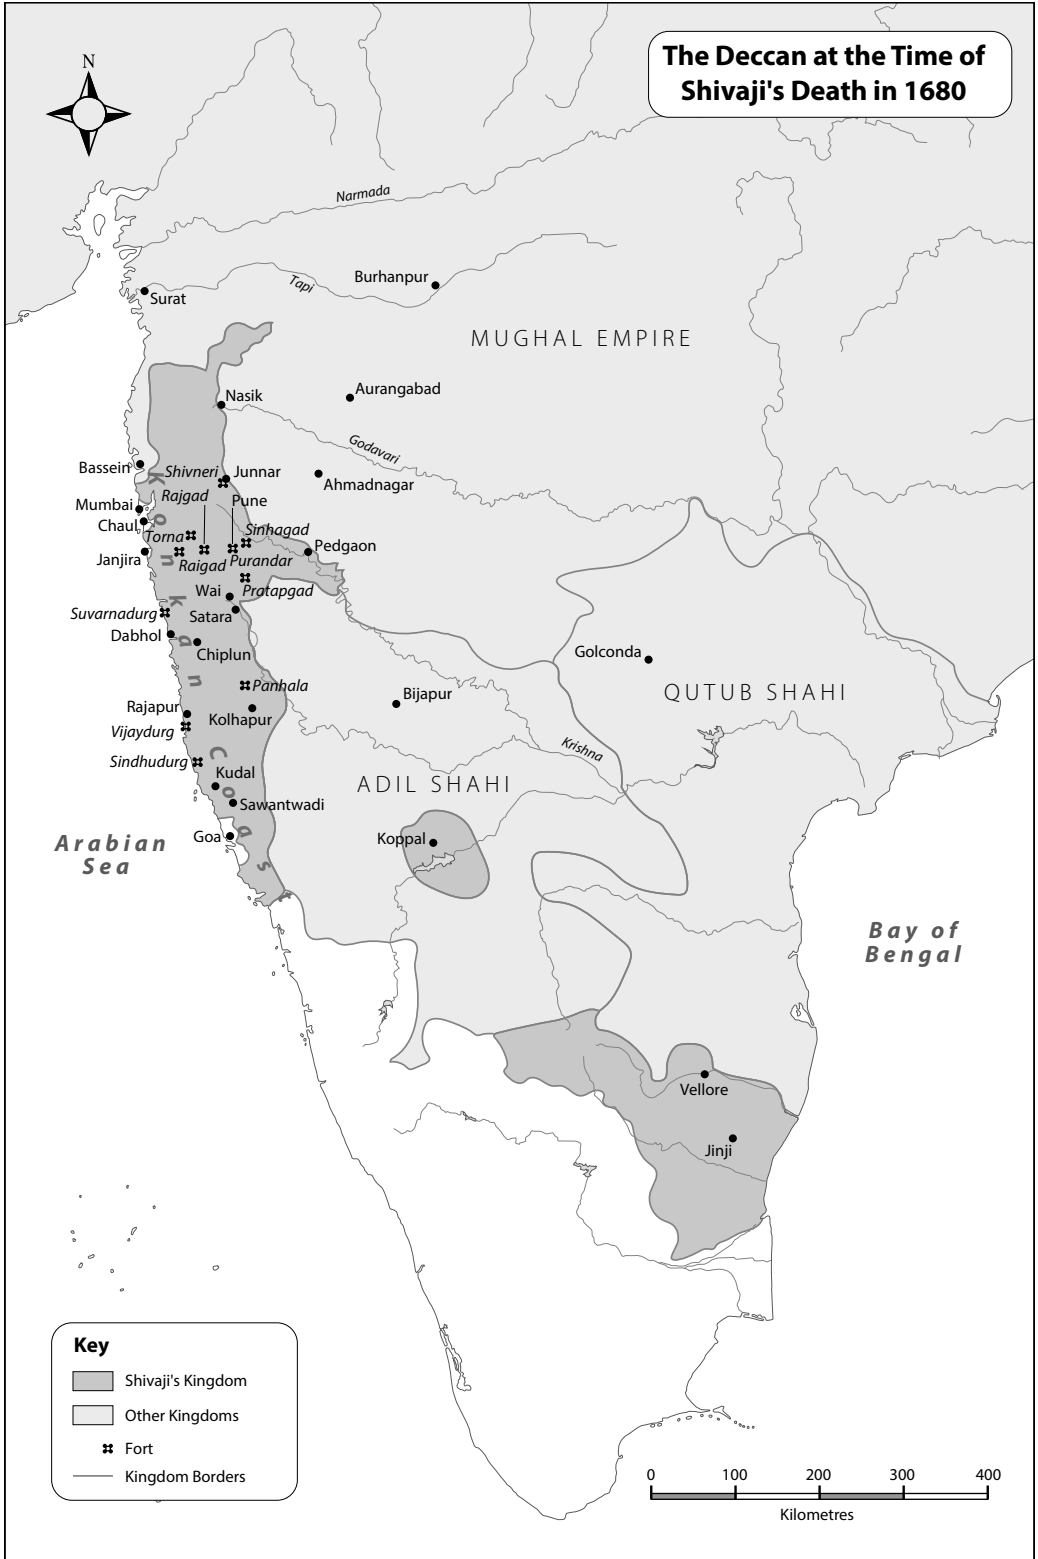 The Deccan at the Time of
Shivaji's Death in 1680
N
Narmada
Burhanpur
Tapi
Surat
MUGHAL EMPIRE
Nasik
Aurangabad
Godavari
Bassein
Shivneri
Junnar
Ahmadnagar
Rajgad
Pune
Mumbai
Chaul
Torna
Sinhagad
Pedgaon
Janjira
Raigad
Purandar
Wai
Pratapgad
Suvarnadurg
Satara
Dabhol
Chiplun
Konkan Coast
Golconda
Panhala
Bijapur
QUTUB SHAHI
Rajapur
Kolhapur
Vijaydurg
Krishna
Sindhudurg
Kudal
ADIL SHAHI
Sawantwadi
Goa
Koppal
Arabian
Sea
Bay of
Bengal
Vellore
Jinji
Key
Shivaji's Kingdom
Other Kingdoms
Fort
Kingdom Borders
0 100 200 300 400
Kilometres